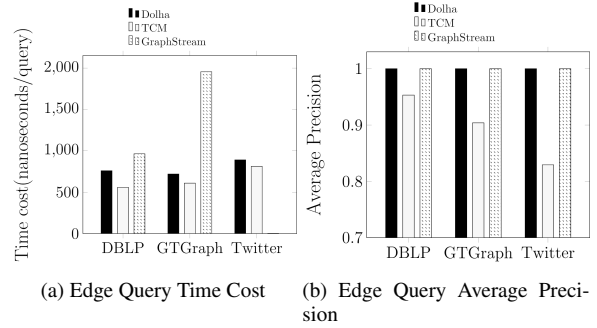 Dolha
TCM
GraphStream
Time cost(nanoseconds/query)
2,000
1,500
1,000
500
0
DBLP GTGraph Twitter
(a) Edge Query Time Cost
Dolha
TCM
GraphStream
Average Precision
1
0.9
0.8
0.7
DBLP GTGraph Twitter
(b) Edge Query Average Preci-
sion